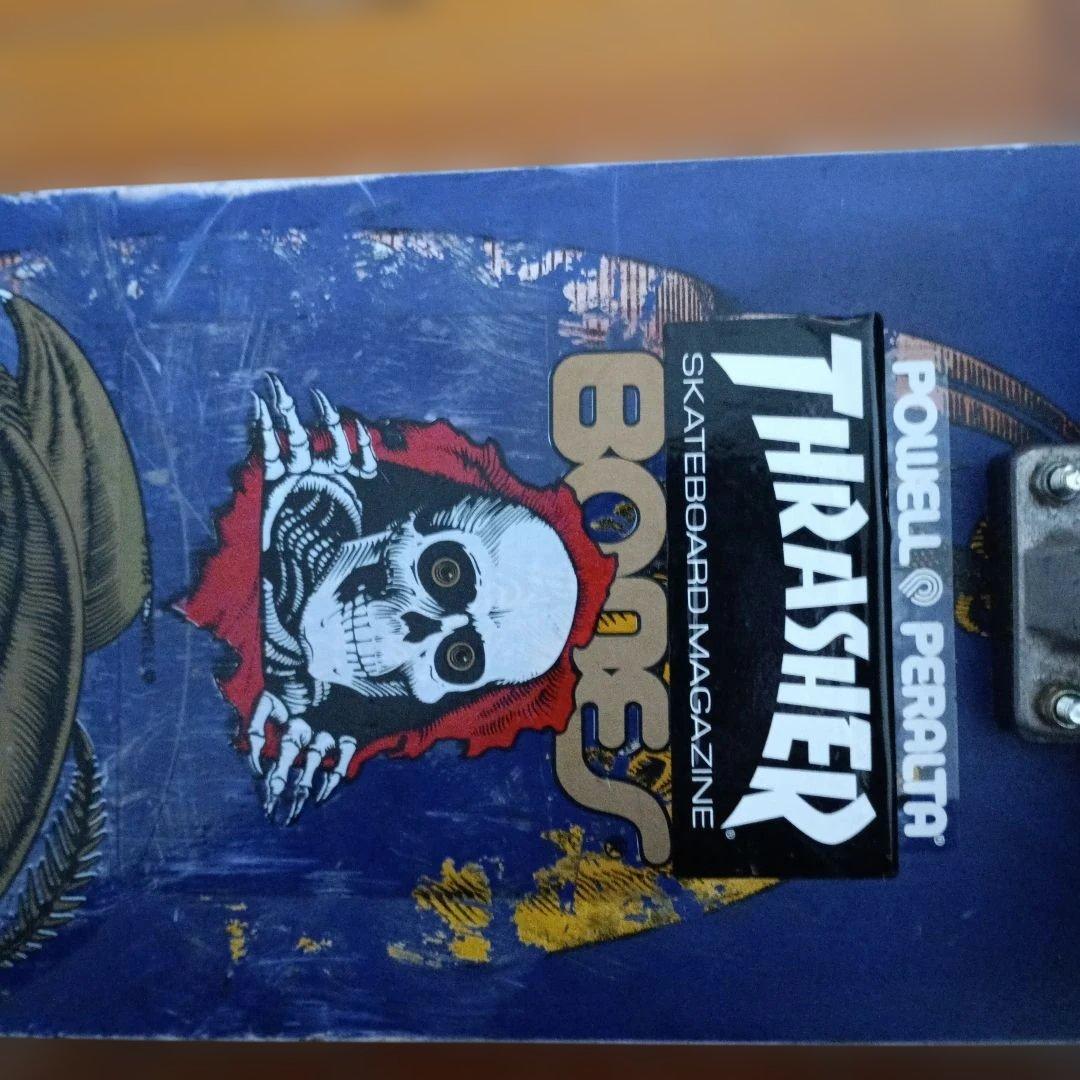 POWELL PERALTA®
THRASHER®
SKATEBOARD MAGAZINE
BONES